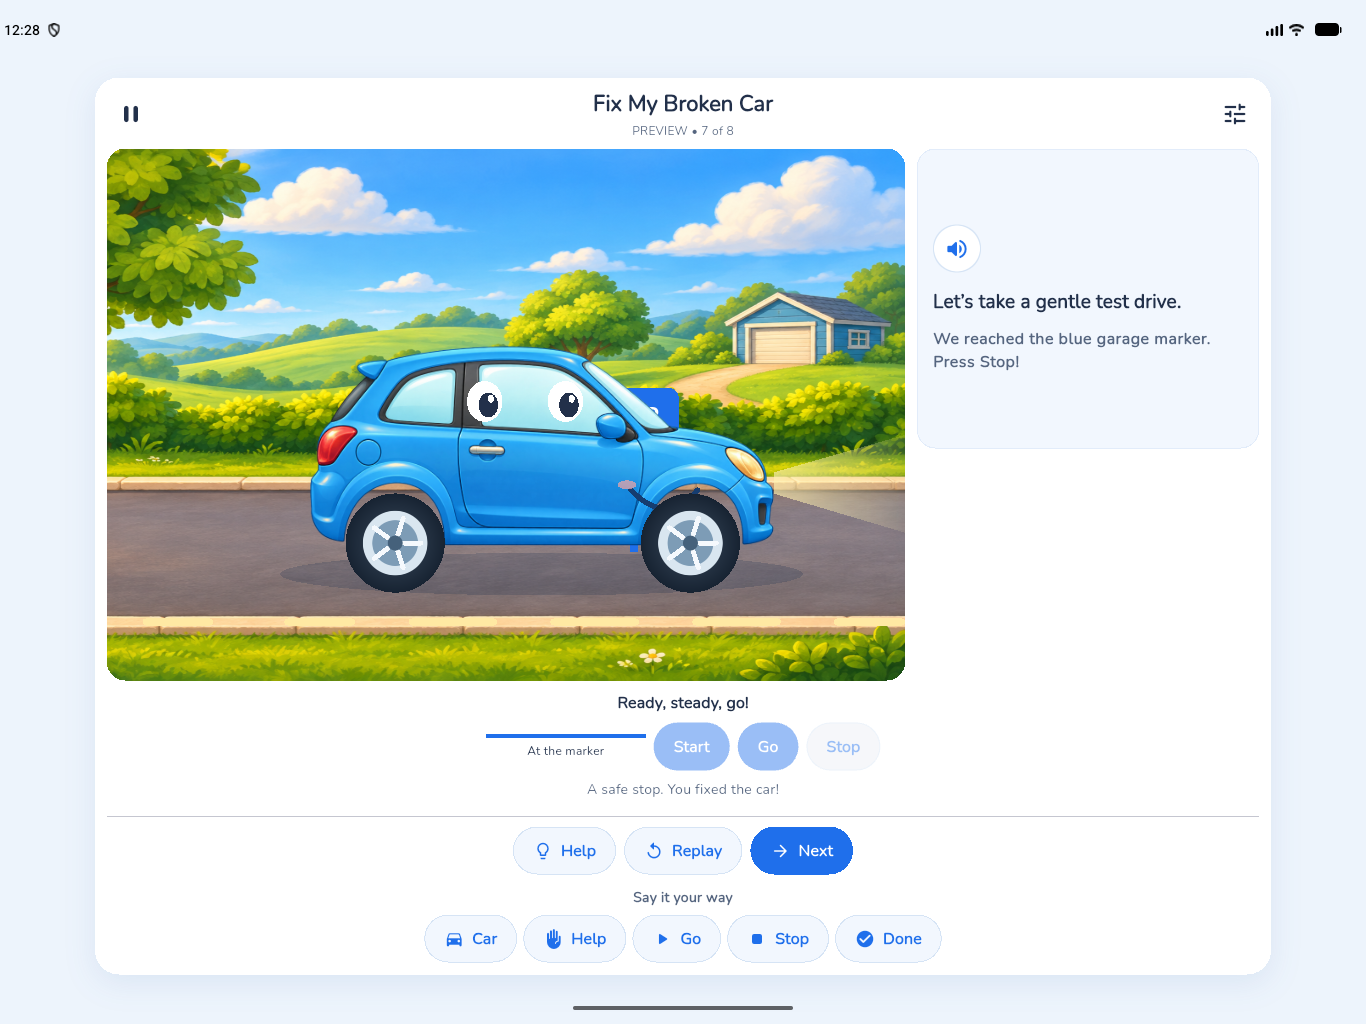 12:28
Fix My Broken Car
PREVIEW • 7 of 8
Let's take a gentle test drive.
We reached the blue garage marker.
Press Stop!
Ready, steady, go!
At the marker
Start
Go
Stop
A safe stop. You fixed the car!
Help
Replay
Next
Say it your way
Car
Help
Go
Stop
Done